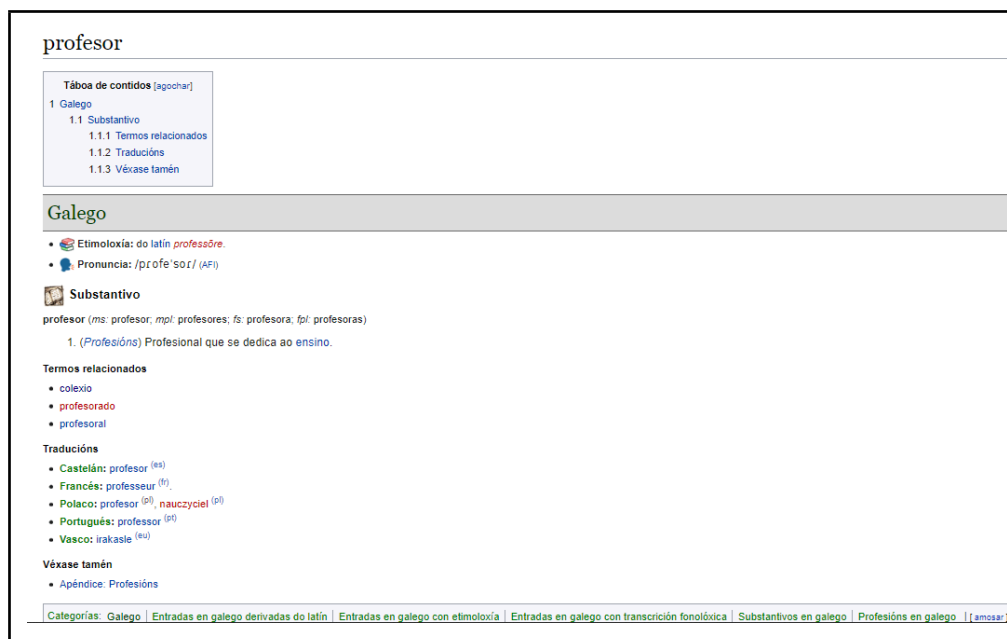 profesor
Táboa de contidos [agochar]
1 Galego
1.1 Substantivo
1.1.1 Termos relacionados
1.1.2 Traducións
1.1.3 Véxase tamén
Galego
Etimoloxía: do latín professōre.
Pronuncia: /pɾofeˈsoɾ/ (AFI)
Substantivo
profesor (ms: profesor; mpl: profesores; fs: profesora; fpl: profesoras)
1. (Profesións) Profesional que se dedica ao ensino.
Termos relacionados
colexio
profesorado
profesoral
Traducións
Castelán: profesor (es)
Francés: professeur (fr).
Polaco: profesor (pl), nauczyciel (pl)
Portugués: professor (pt)
Vasco: irakasle (eu)
Véxase tamén
Apéndice: Profesións
Categorías: Galego | Entradas en galego derivadas do latín | Entradas en galego con etimoloxía | Entradas en galego con transcrición fonolóxica | Substantivos en galego | Profesións en galego | [amosar]